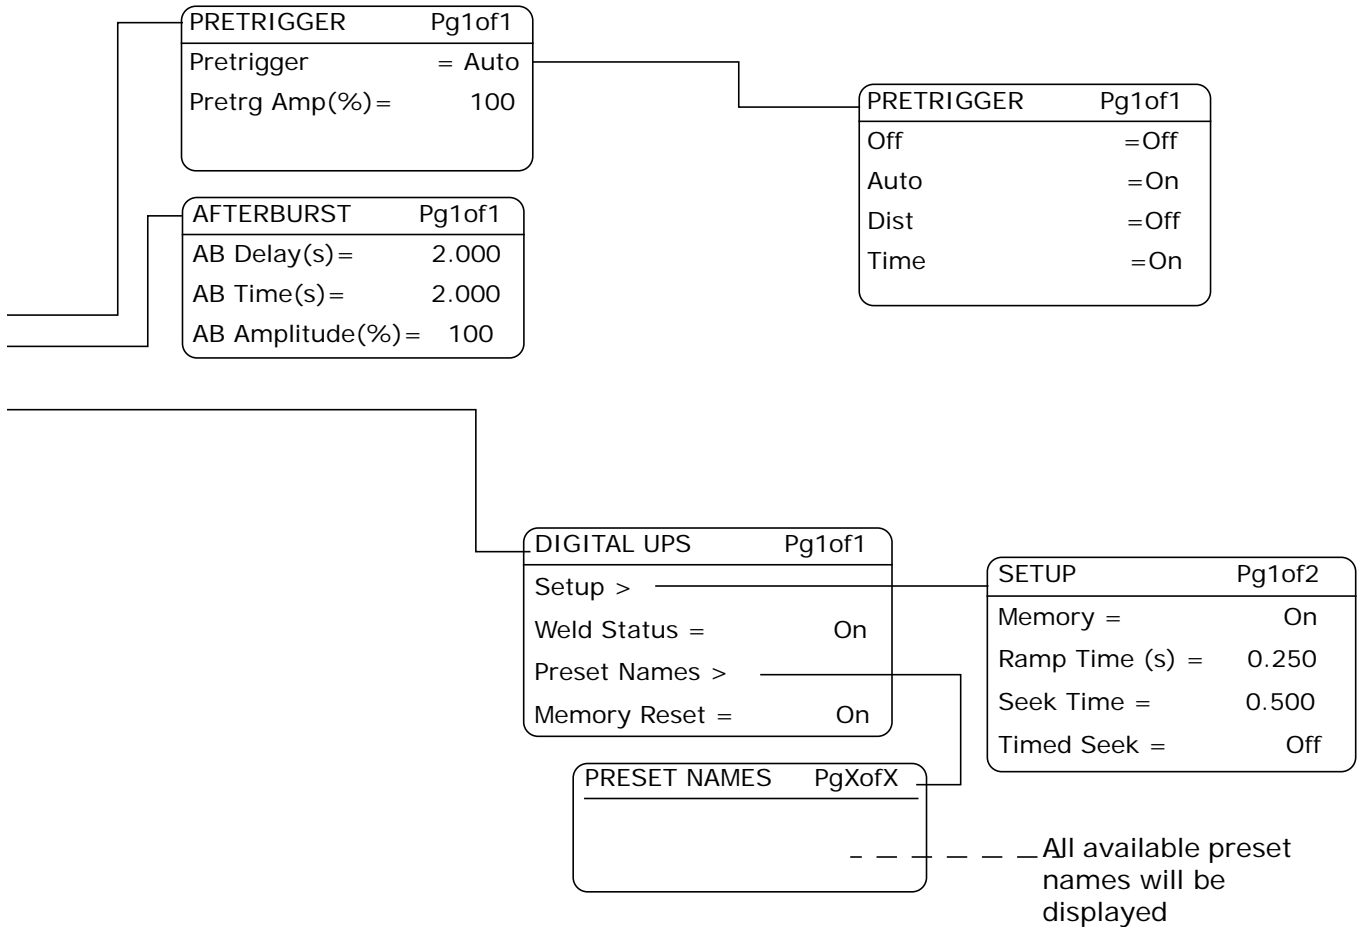 PRETRIGGER Pg1of1
Pretrigger = Auto
Pretrg Amp(%)= 100
PRETRIGGER Pg1of1
Off =Off
Auto =On
Dist =Off
Time =On
AFTERBURST Pg1of1
AB Delay(s)= 2.000
AB Time(s)= 2.000
AB Amplitude(%)= 100
DIGITAL UPS Pg1of1
Setup >
Weld Status = On
Preset Names >
Memory Reset = On
SETUP Pg1of2
Memory = On
Ramp Time (s) = 0.250
Seek Time = 0.500
Timed Seek = Off
PRESET NAMES PgXofX
All available preset
names will be
displayed